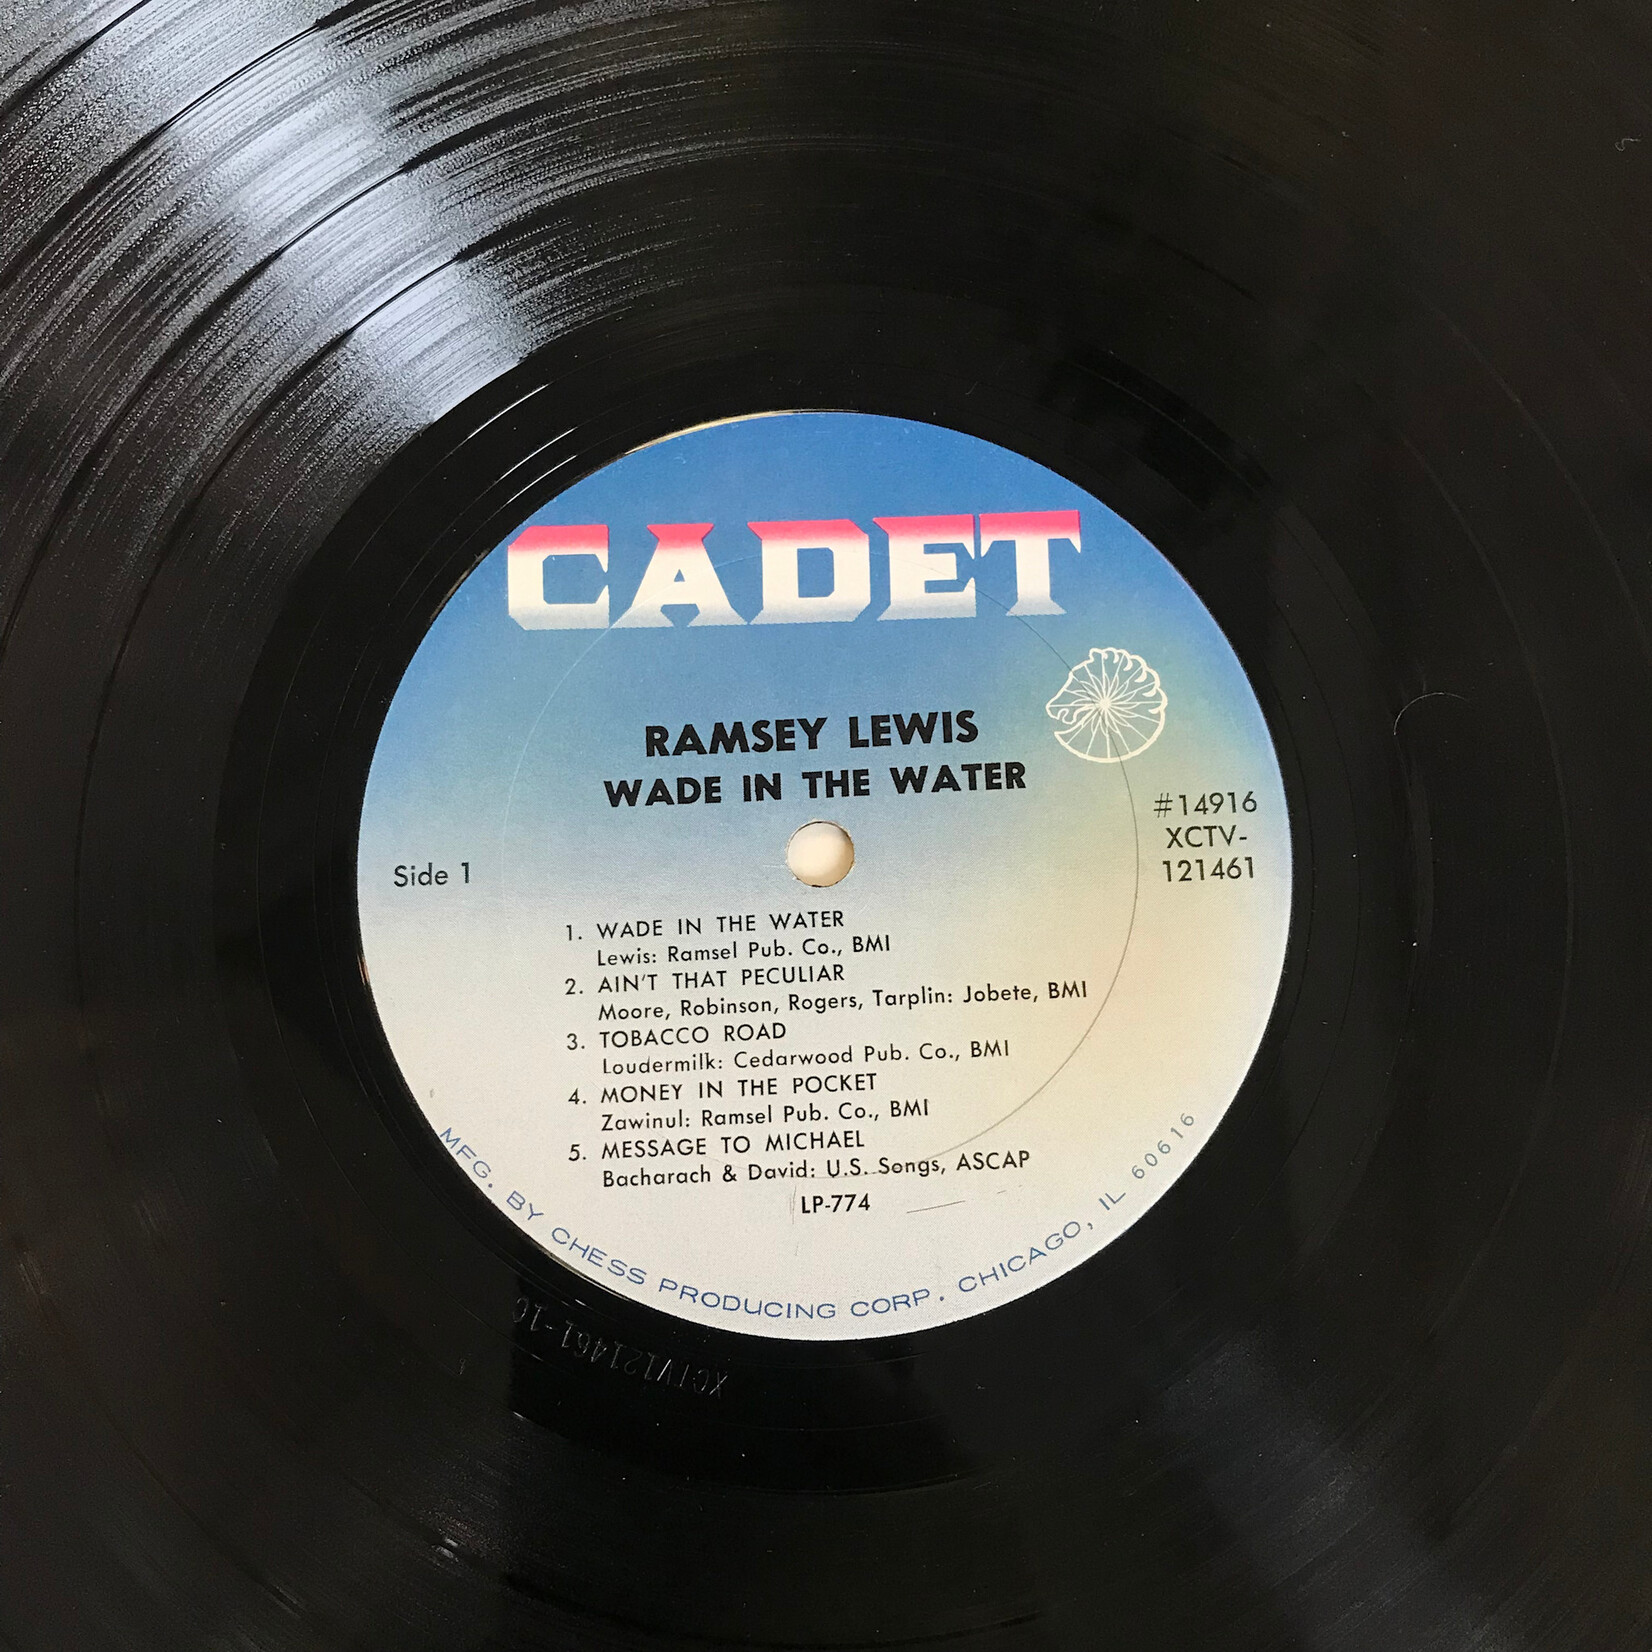 CADET
RAMSEY LEWIS
WADE IN THE WATER
#14916
XCTV-
121461
Side 1
1. WADE IN THE WATER
Lewis: Ramsel Pub. Co., BMI
2. AIN'T THAT PECULIAR
Moore, Robinson, Rogers, Tarplin: Jobete, BMI
3. TOBACCO ROAD
Loudermilk: Cedarwood Pub. Co., BMI
4. MONEY IN THE POCKET
Zawinul: Ramsel Pub. Co., BMI
5. MESSAGE TO MICHAEL
Bacharach & David: U.S. Songs, ASCAP
LP-774
MFG. BY CHESS PRODUCING CORP. CHICAGO, IL 60616
XCTV121461-1C